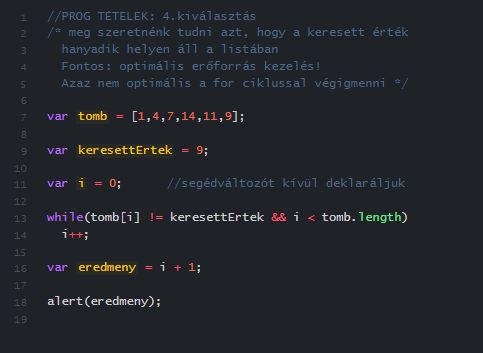 1 //PROG TÉTELEK: 4.kiválasztás
2 /* meg szeretnénk tudni azt, hogy a keresett érték
3 hanyadik helyen áll a listában
4 Fontos: optimális erőforrás kezelés!
5 Azaz nem optimális a for ciklussal végigmenni */
6
7 var tomb = [1,4,7,14,11,9];
8
9 var keresettErtek = 9;
10
11 var i = 0; //segédváltozót kívül deklaráljuk
12
13 while(tomb[i] != keresettErtek && i < tomb.length)
14 i++;
15
16 var eredmeny = i + 1;
17
18 alert(eredmeny);
19